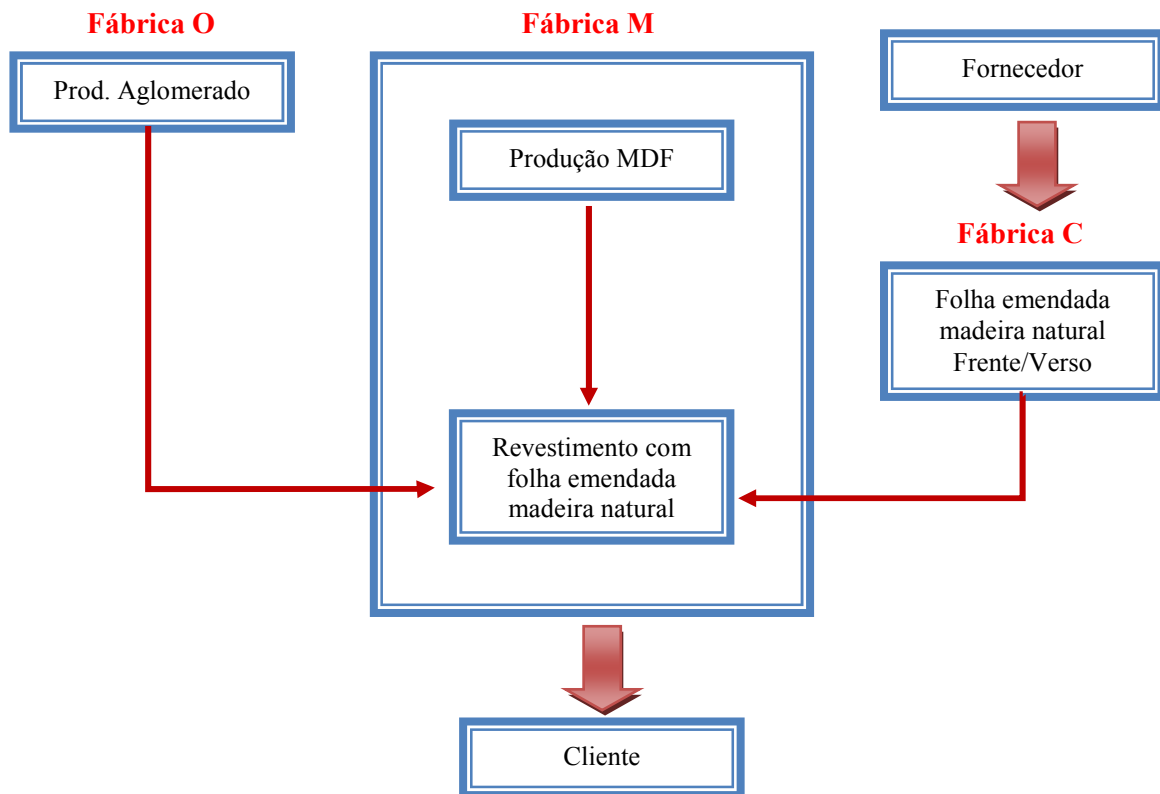 Fábrica O
Prod. Aglomerado
Fábrica M
Produção MDF
Revestimento com
folha emendada
madeira natural
Fornecedor
Fábrica C
Folha emendada
madeira natural
Frente/Verso
Cliente